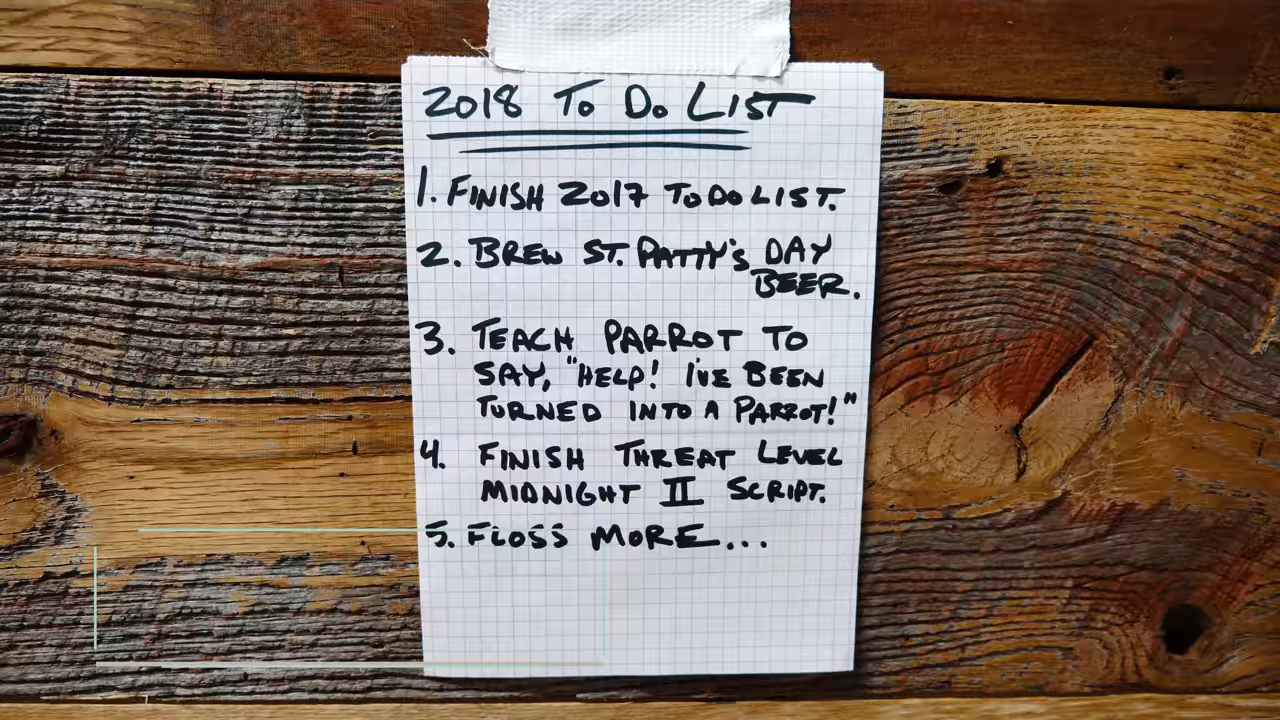 2018 To Do LIST
1. FINISH 2017 TO DO LIST.
2. BREW ST. PATTY'S DAY
BEER.
3. TEACH PARROT TO
SAY, "HELP! I'VE BEEN
TURNED INTO A PARROT!"
4. FINISH THREAT LEVEL
MIDNIGHT II SCRIPT.
5. FLOSS MORE...